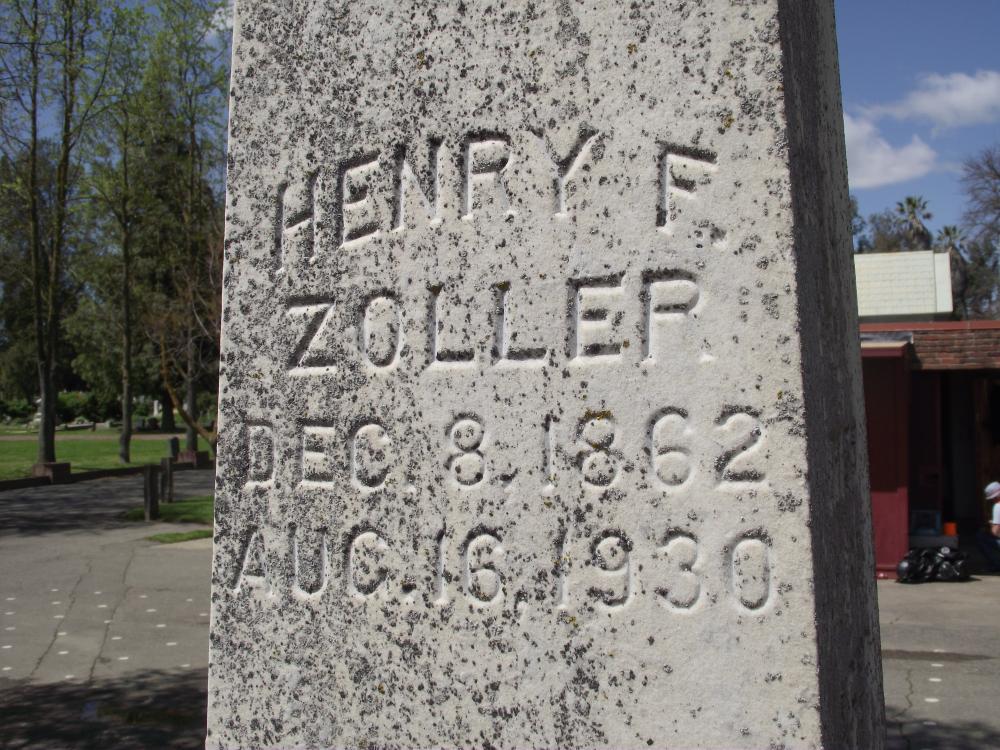 HENRY F.
ZOLLER.
DEC. 8, 1862
AUG. 16, 1930